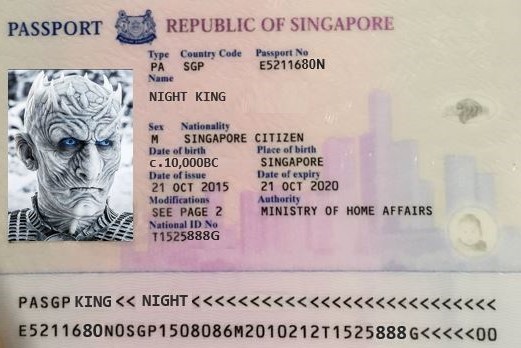 PASSPORT REPUBLIC OF SINGAPORE
Type Country Code Passport No
PA SGP E5211680N
Name
NIGHT KING
Sex Nationality
M SINGAPORE CITIZEN
Date of birth Place of birth
c.10,000BC SINGAPORE
Date of issue Date of expiry
21 OCT 2015 21 OCT 2020
Modifications Authority
SEE PAGE 2 MINISTRY OF HOME AFFAIRS
National ID No
T1525888G
PASGP KING << NIGHT<<<<<<<<<<<<<<<<<<<<<<<<<<<<
E5211680N0SGP1508086M2010212T1525888G<<<<<00